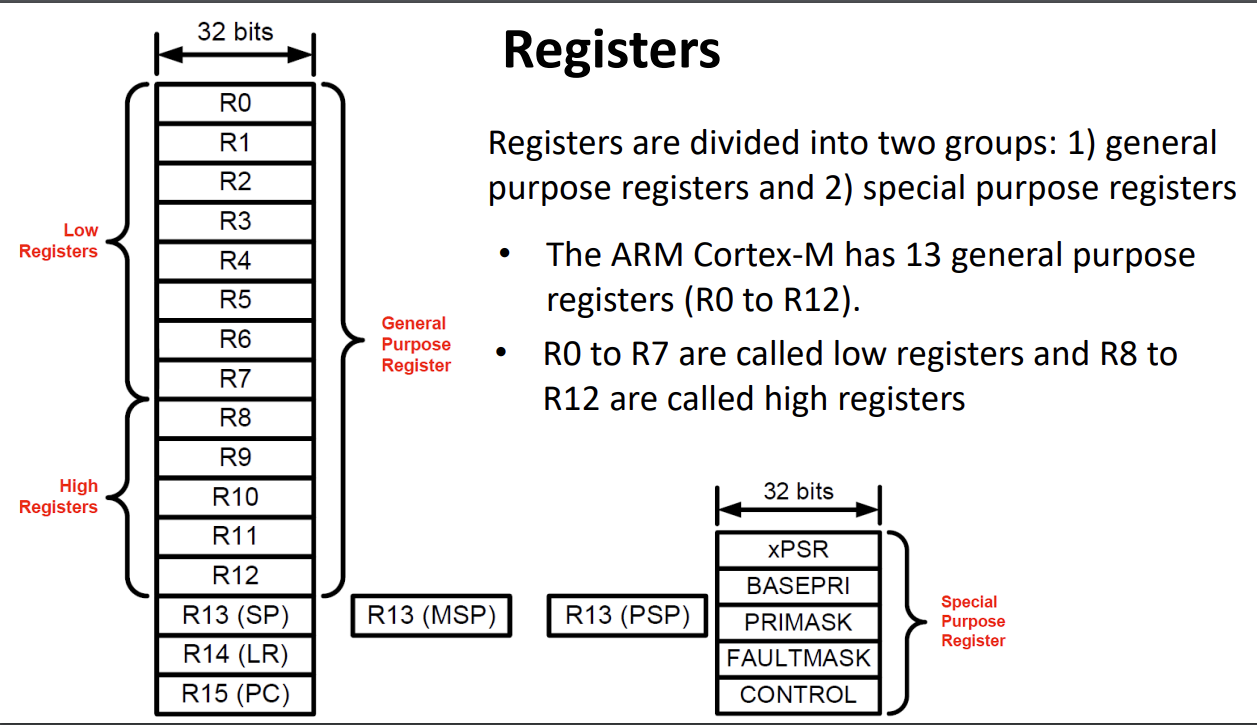 Registers
Registers are divided into two groups: 1) general
purpose registers and 2) special purpose registers
• The ARM Cortex-M has 13 general purpose
registers (R0 to R12).
• R0 to R7 are called low registers and R8 to
R12 are called high registers
32 bits
R0
R1
R2
R3
R4
R5
R6
R7
R8
R9
R10
R11
R12
R13 (SP)
R14 (LR)
R15 (PC)
Low
Registers
High
Registers
General
Purpose
Register
R13 (MSP)
R13 (PSP)
32 bits
xPSR
BASEPRI
PRIMASK
FAULTMASK
CONTROL
Special
Purpose
Register